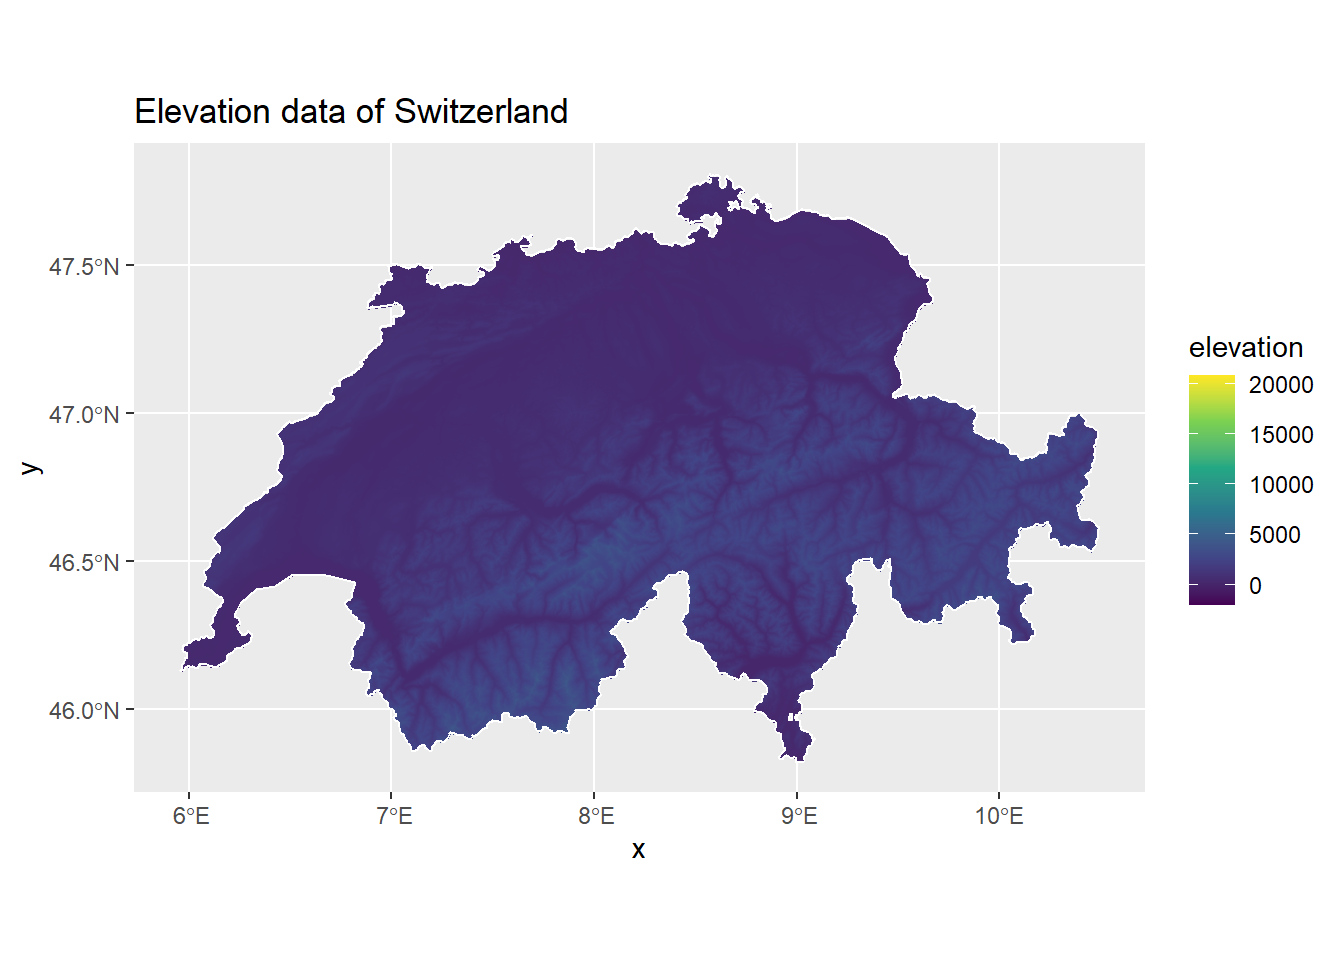 Elevation data of Switzerland
47.5°N
47.0°N
46.5°N
46.0°N
y
6°E
7°E
8°E
9°E
10°E
x
elevation
20000
15000
10000
5000
0